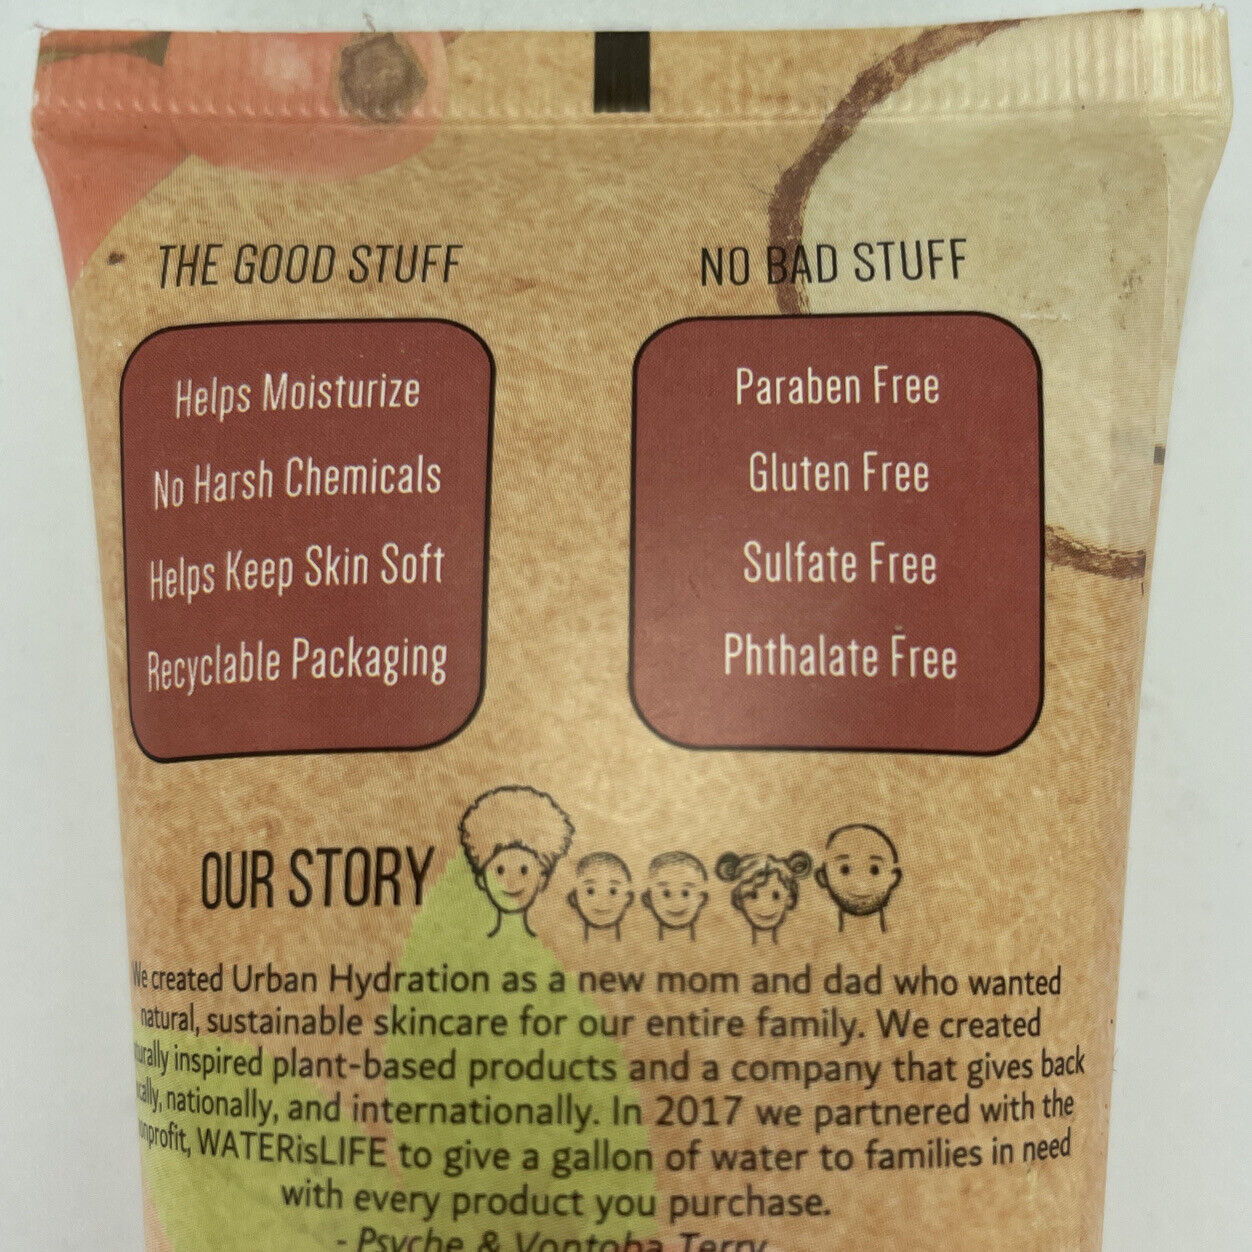 THE GOOD STUFF
Helps Moisturize
No Harsh Chemicals
Helps Keep Skin Soft
Recyclable Packaging
NO BAD STUFF
Paraben Free
Gluten Free
Sulfate Free
Phthalate Free
OUR STORY
We created Urban Hydration as a new mom and dad who wanted
natural, sustainable skincare for our entire family. We created
inspired plant-based products and a company that gives back
nationally, and internationally. In 2017 we partnered with the
WATERisLIFE to give a gallon of water to families in need
with every product you purchase.
- Psyche & Vontoba Terry